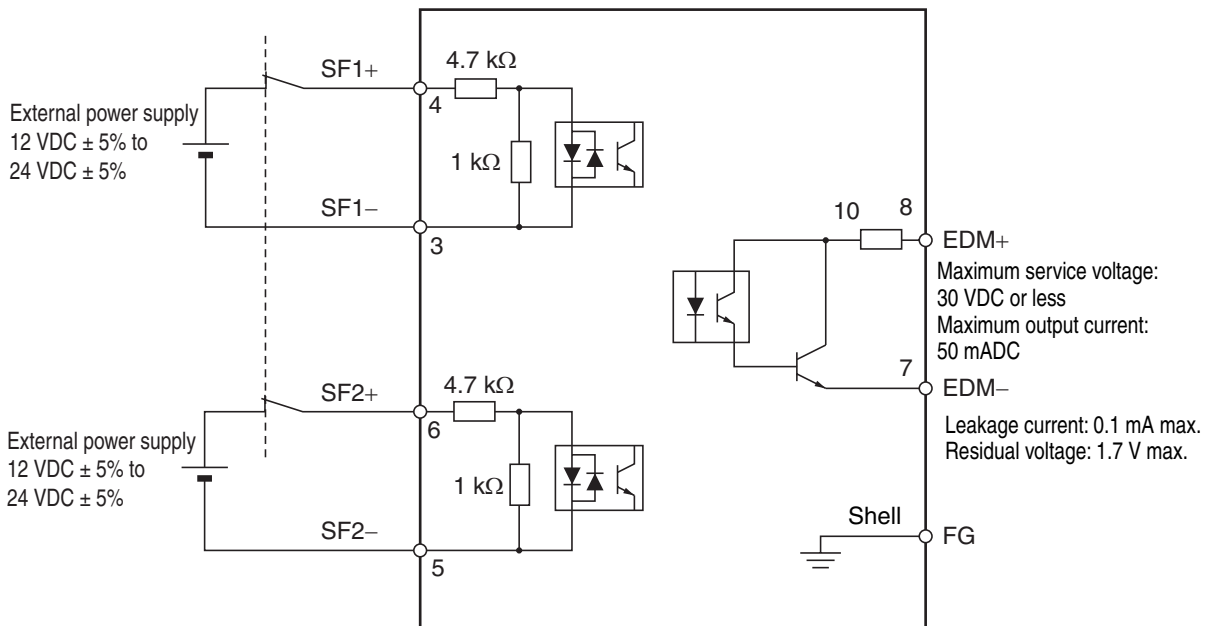 External power supply
12 VDC ± 5% to
24 VDC ± 5%
SF1+
4
4.7 kΩ
1 kΩ
SF1−
3
10
8
EDM+
Maximum service voltage:
30 VDC or less
Maximum output current:
50 mADC
7
EDM−
Leakage current: 0.1 mA max.
Residual voltage: 1.7 V max.
External power supply
12 VDC ± 5% to
24 VDC ± 5%
SF2+
6
4.7 kΩ
1 kΩ
SF2−
5
Shell
FG